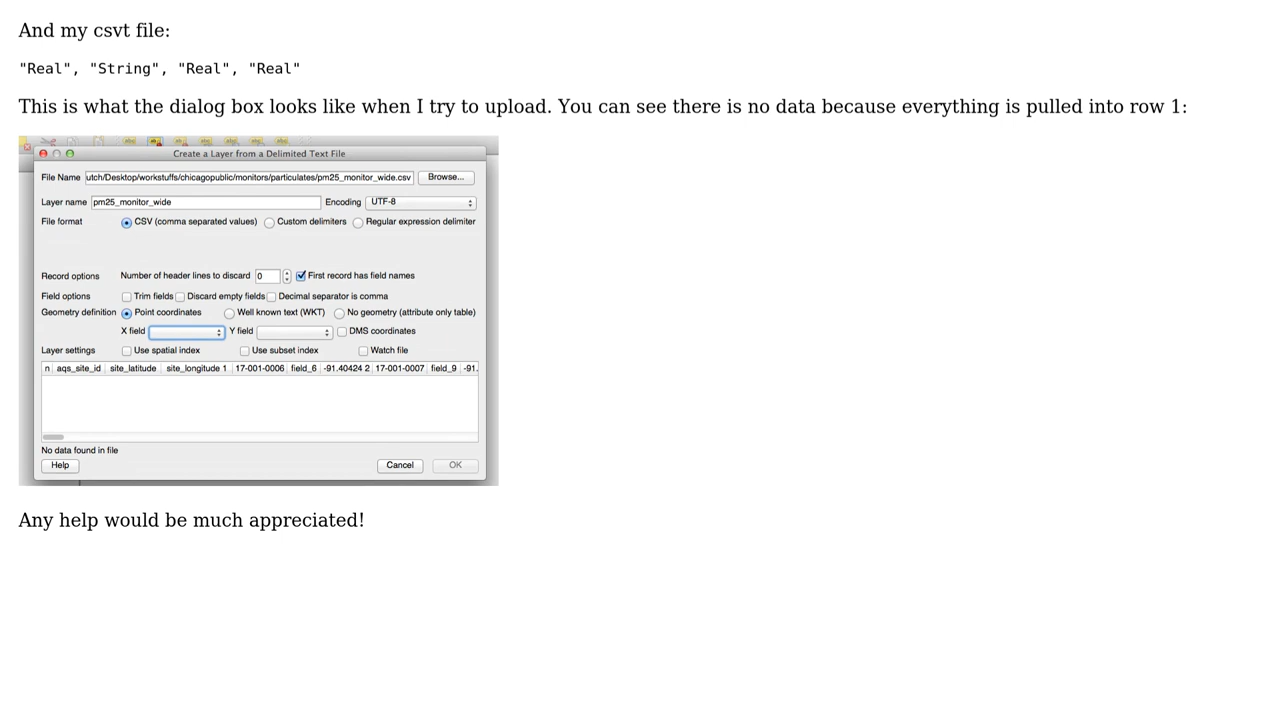 And my csvt file:
"Real", "String", "Real", "Real"
This is what the dialog box looks like when I try to upload. You can see there is no data because everything is pulled into row 1:
Create a Layer from a Delimited Text File
File Name utch/Desktop/workstuffs/chicagopublic/monitors/particulates/pm25_monitor_wide.csv Browse...
Layer name pm25_monitor_wide Encoding UTF-8
File format CSV (comma separated values) Custom delimiters Regular expression delimiter
Record options Number of header lines to discard 0 First record has field names
Field options Trim fields Discard empty fields Decimal separator is comma
Geometry definition Point coordinates Well known text (WKT) No geometry (attribute only table)
X field Y field DMS coordinates
Layer settings Use spatial index Use subset index Watch file
n aqs_site_id site_latitude site_longitude 1 17-001-0006 field_6 -91.40424 2 17-001-0007 field_9 -91.
No data found in file
Help Cancel OK
Any help would be much appreciated!